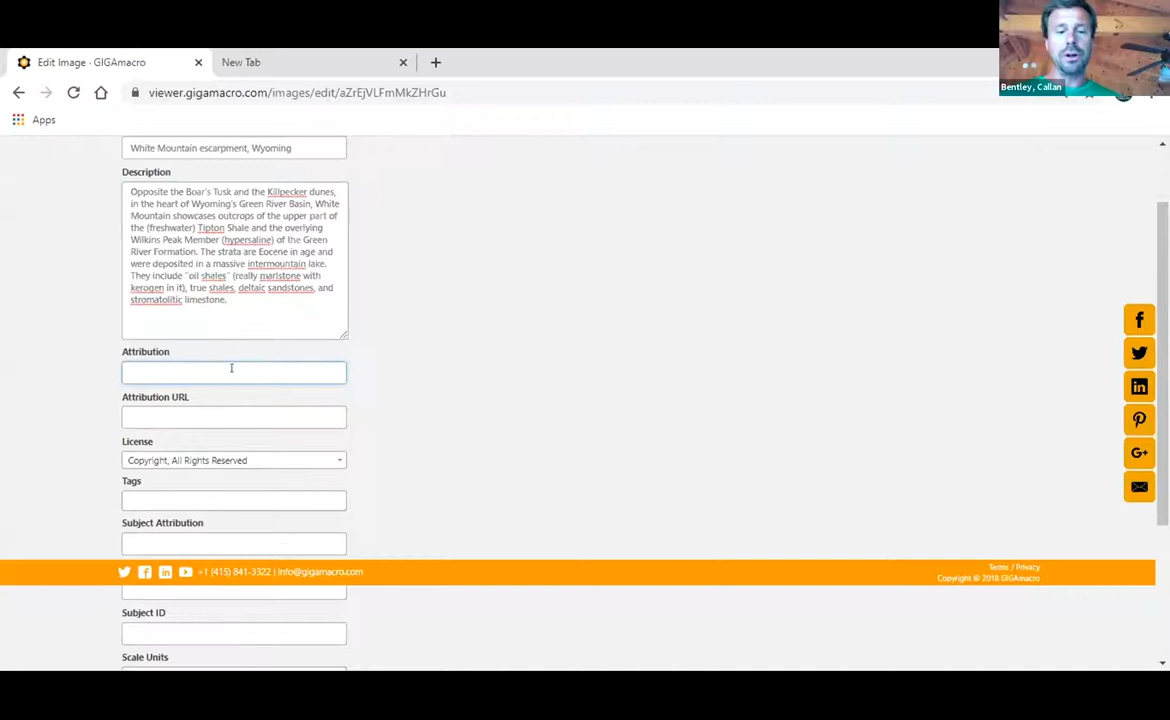 Edit Image · GIGAmacro
New Tab
Bentley, Callan
viewer.gigamacro.com/images/edit/aZrEjVLFmMkZHrGu
Apps
White Mountain escarpment, Wyoming
Description
Opposite the Boar's Tusk and the Killpecker dunes,
in the heart of Wyoming's Green River Basin, White
Mountain showcases outcrops of the upper part of
the (freshwater) Tipton Shale and the overlying
Wilkins Peak Member (hypersaline) of the Green
River Formation. The strata are Eocene in age and
were deposited in a massive intermountain lake.
They include "oil shales" (really marlstone with
kerogen in it), true shales, deltaic sandstones, and
stromatolitic limestone.
Attribution
Attribution URL
License
Copyright, All Rights Reserved
Tags
Subject Attribution
+1 (415) 841-3322 | info@gigamacro.com
Terms / Privacy
Copyright © 2018 GIGAmacro
Subject ID
Scale Units